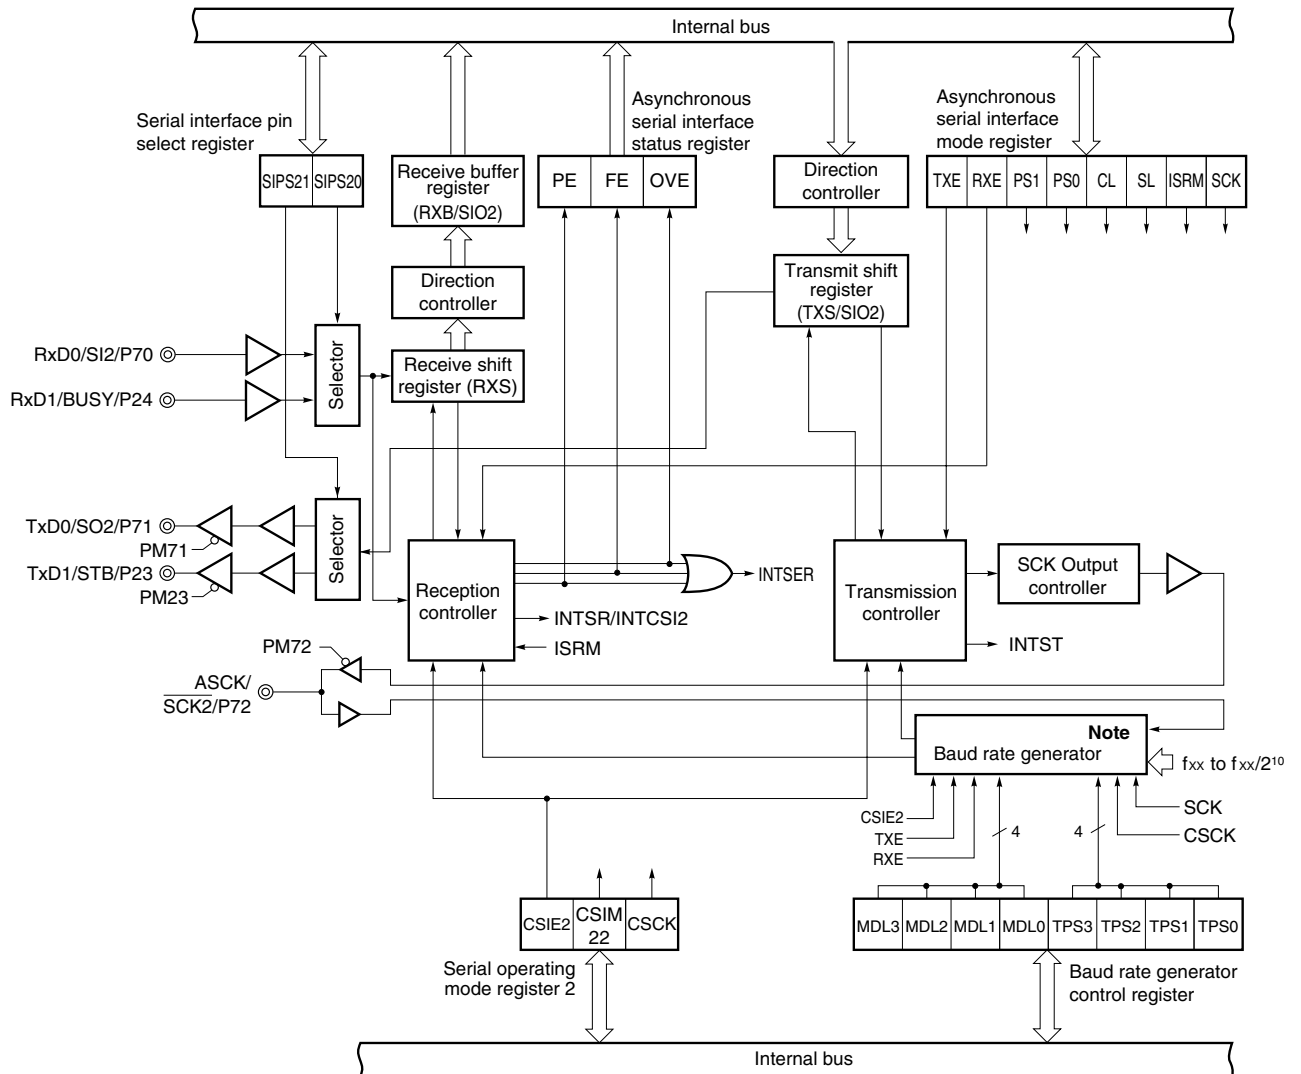 Internal bus
Serial interface pin
select register
Asynchronous
serial interface
status register
Asynchronous
serial interface
mode register
SIPS21 SIPS20
Receive buffer
register
(RXB/SIO2)
PE FE OVE
Direction
controller
TXE RXE PS1 PS0 CL SL ISRM SCK
Direction
controller
Transmit shift
register
(TXS/SIO2)
RxD0/SI2/P70
RxD1/BUSY/P24
Selector
Receive shift
register (RXS)
TxD0/SO2/P71
PM71
TxD1/STB/P23
PM23
Selector
Reception
controller
INTSER
INTSR/INTCSI2
ISRM
Transmission
controller
SCK Output
controller
INTST
PM72
ASCK/
SCK2/P72
Note
Baud rate generator
fxx to fxx/2¹⁰
CSIE2
TXE
RXE
4
4
SCK
CSCK
CSIE2 CSIM
22 CSCK
MDL3 MDL2 MDL1 MDL0 TPS3 TPS2 TPS1 TPS0
Serial operating
mode register 2
Baud rate generator
control register
Internal bus